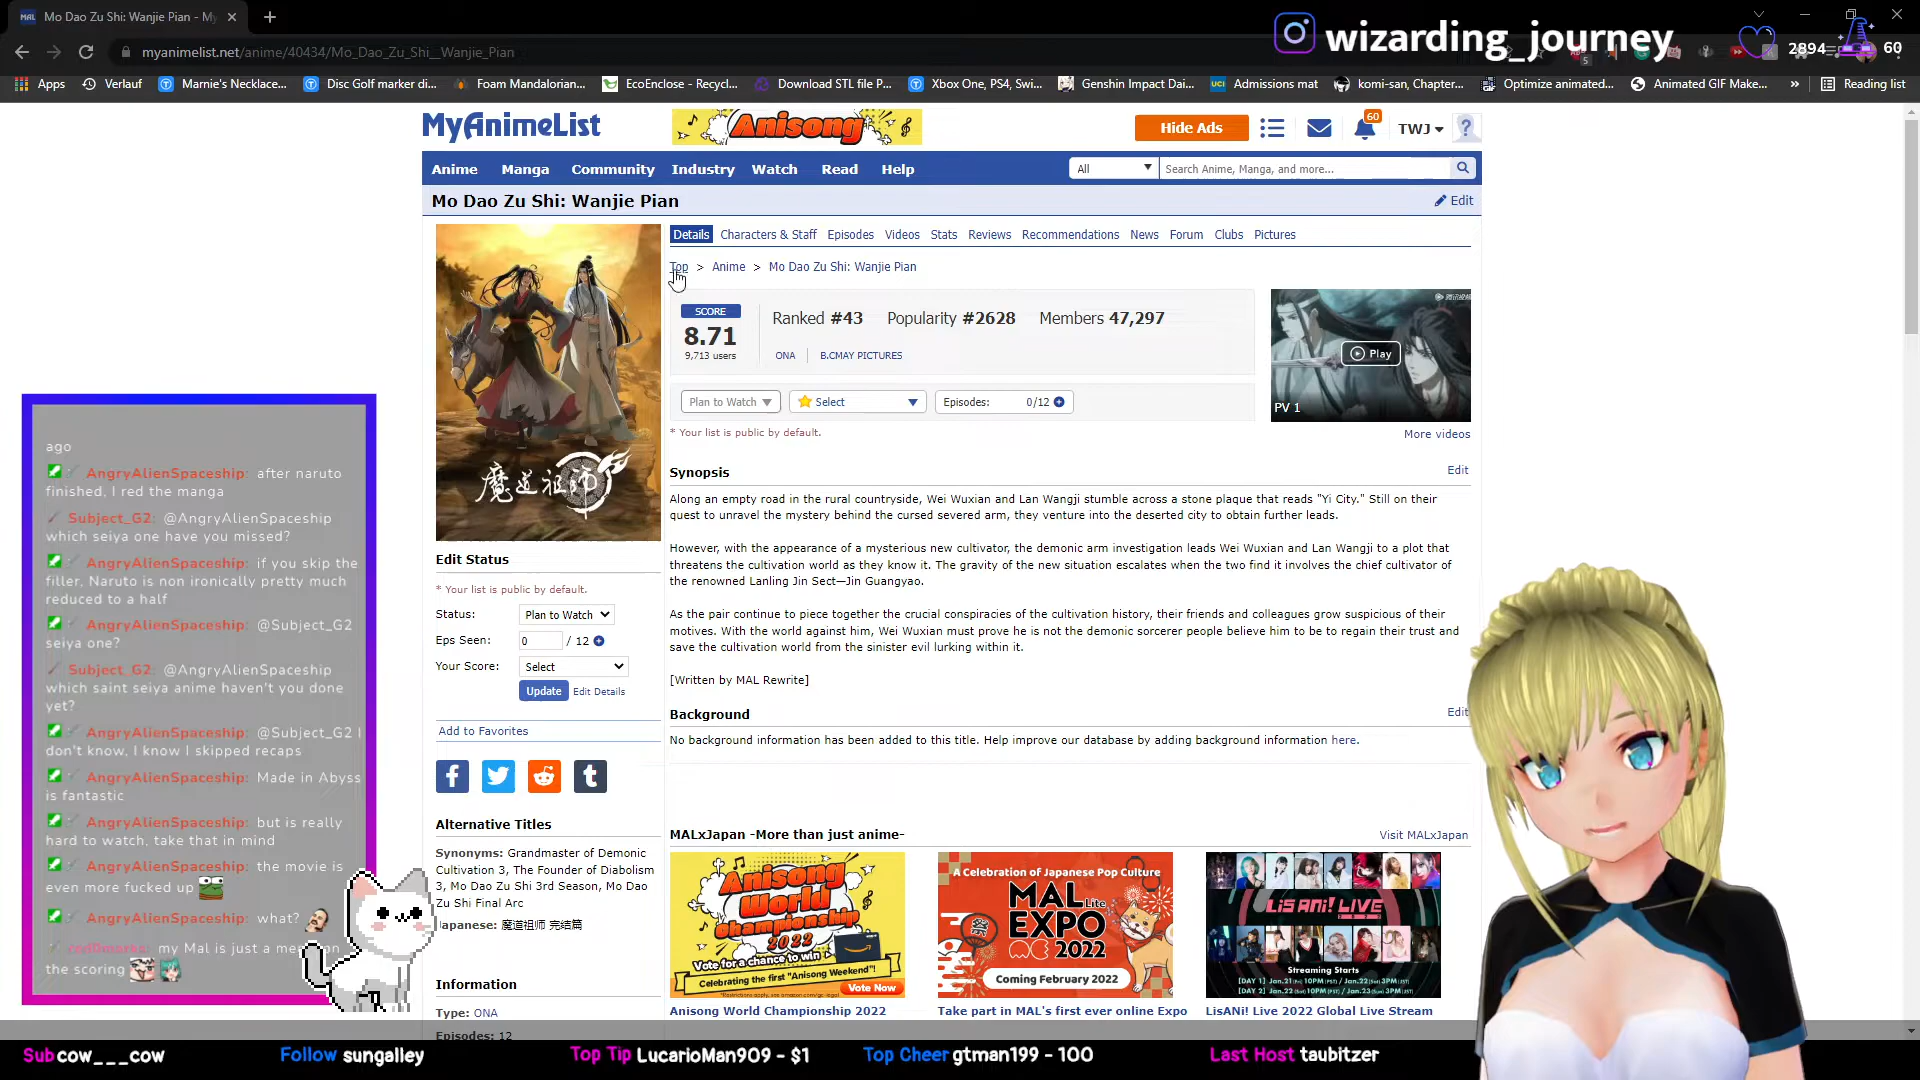 Mo Dao Zu Shi: Wanjie Pian - My
myanimelist.net/anime/40434/Mo_Dao_Zu_Shi__Wanjie_Pian
wizarding_journey
2894
60
Apps
Verlauf
Marnie's Necklace...
Disc Golf marker di...
Foam Mandalorian...
EcoEnclose - Recycl...
Download STL file P...
Xbox One, PS4, Swi...
Genshin Impact Dai...
Admissions mat
komi-san, Chapter...
Optimize animated...
Animated GIF Make...
Reading list
MyAnimeList
Anisong
Hide Ads
60
TWJ
Anime Manga Community Industry Watch Read Help
All
Search Anime, Manga, and more...
Mo Dao Zu Shi: Wanjie Pian
Edit
Details Characters & Staff Episodes Videos Stats Reviews Recommendations News Forum Clubs Pictures
Top > Anime > Mo Dao Zu Shi: Wanjie Pian
SCORE
8.71
9,713 users
Ranked #43 Popularity #2628 Members 47,297
ONA B.CMAY PICTURES
Plan to Watch
Select
Episodes: 0/12
Play
PV 1
* Your list is public by default.
More videos
魔道祖师
Synopsis
Edit
Along an empty road in the rural countryside, Wei Wuxian and Lan Wangji stumble across a stone plaque that reads "Yi City." Still on their
quest to unravel the mystery behind the cursed severed arm, they venture into the deserted city to obtain further leads.
However, with the appearance of a mysterious new cultivator, the demonic arm investigation leads Wei Wuxian and Lan Wangji to a plot that
threatens the cultivation world as they know it. The gravity of the new situation escalates when the two find it involves the chief cultivator of
the renowned Lanling Jin Sect—Jin Guangyao.
As the pair continue to piece together the crucial conspiracies of the cultivation history, their friends and colleagues grow suspicious of their
motives. With the world against him, Wei Wuxian must prove he is not the demonic sorcerer people believe him to be to regain their trust and
save the cultivation world from the sinister evil lurking within it.
[Written by MAL Rewrite]
Background
Edit
No background information has been added to this title. Help improve our database by adding background information here.
Edit Status
* Your list is public by default.
Status: Plan to Watch
Eps Seen: 0 / 12
Your Score: Select
Update Edit Details
Add to Favorites
Alternative Titles
Synonyms: Grandmaster of Demonic
Cultivation 3, The Founder of Diabolism
3, Mo Dao Zu Shi 3rd Season, Mo Dao
Zu Shi Final Arc
Japanese: 魔道祖师 完结篇
Information
Type: ONA
Episodes: 12
MALxJapan -More than just anime-
Visit MALxJapan
Anisong
World
Championship
2022
Vote for a chance to win
Celebrating the first "Anisong Weekend"!
Vote Now
Anisong World Championship 2022
A Celebration of Japanese Pop Culture
MAL Lite
EXPO
2022
Coming February 2022
Take part in MAL's first ever online Expo
LisAni! LIVE
Streaming Starts
LisANi! Live 2022 Global Live Stream
ago
AngryAlienSpaceship: after naruto
finished, I red the manga
Subject_G2: @AngryAlienSpaceship
which seiya one have you missed?
AngryAlienSpaceship: if you skip the
filler, Naruto is non ironically pretty much
reduced to a half
AngryAlienSpaceship: @Subject_G2
seiya one?
Subject_G2: @AngryAlienSpaceship
which saint seiya anime haven't you done
yet?
AngryAlienSpaceship: @Subject_G2 I
don't know, I know I skipped recaps
AngryAlienSpaceship: Made in Abyss
is fantastic
AngryAlienSpaceship: but is really
hard to watch, take that in mind
AngryAlienSpaceship: the movie is
even more fucked up
AngryAlienSpaceship: what?
my Mal is just a
the scoring
Sub cow___cow
Follow sungalley
Top Tip LucarioMan909 - $1
Top Cheer gtman199 - 100
Last Host taubitzer